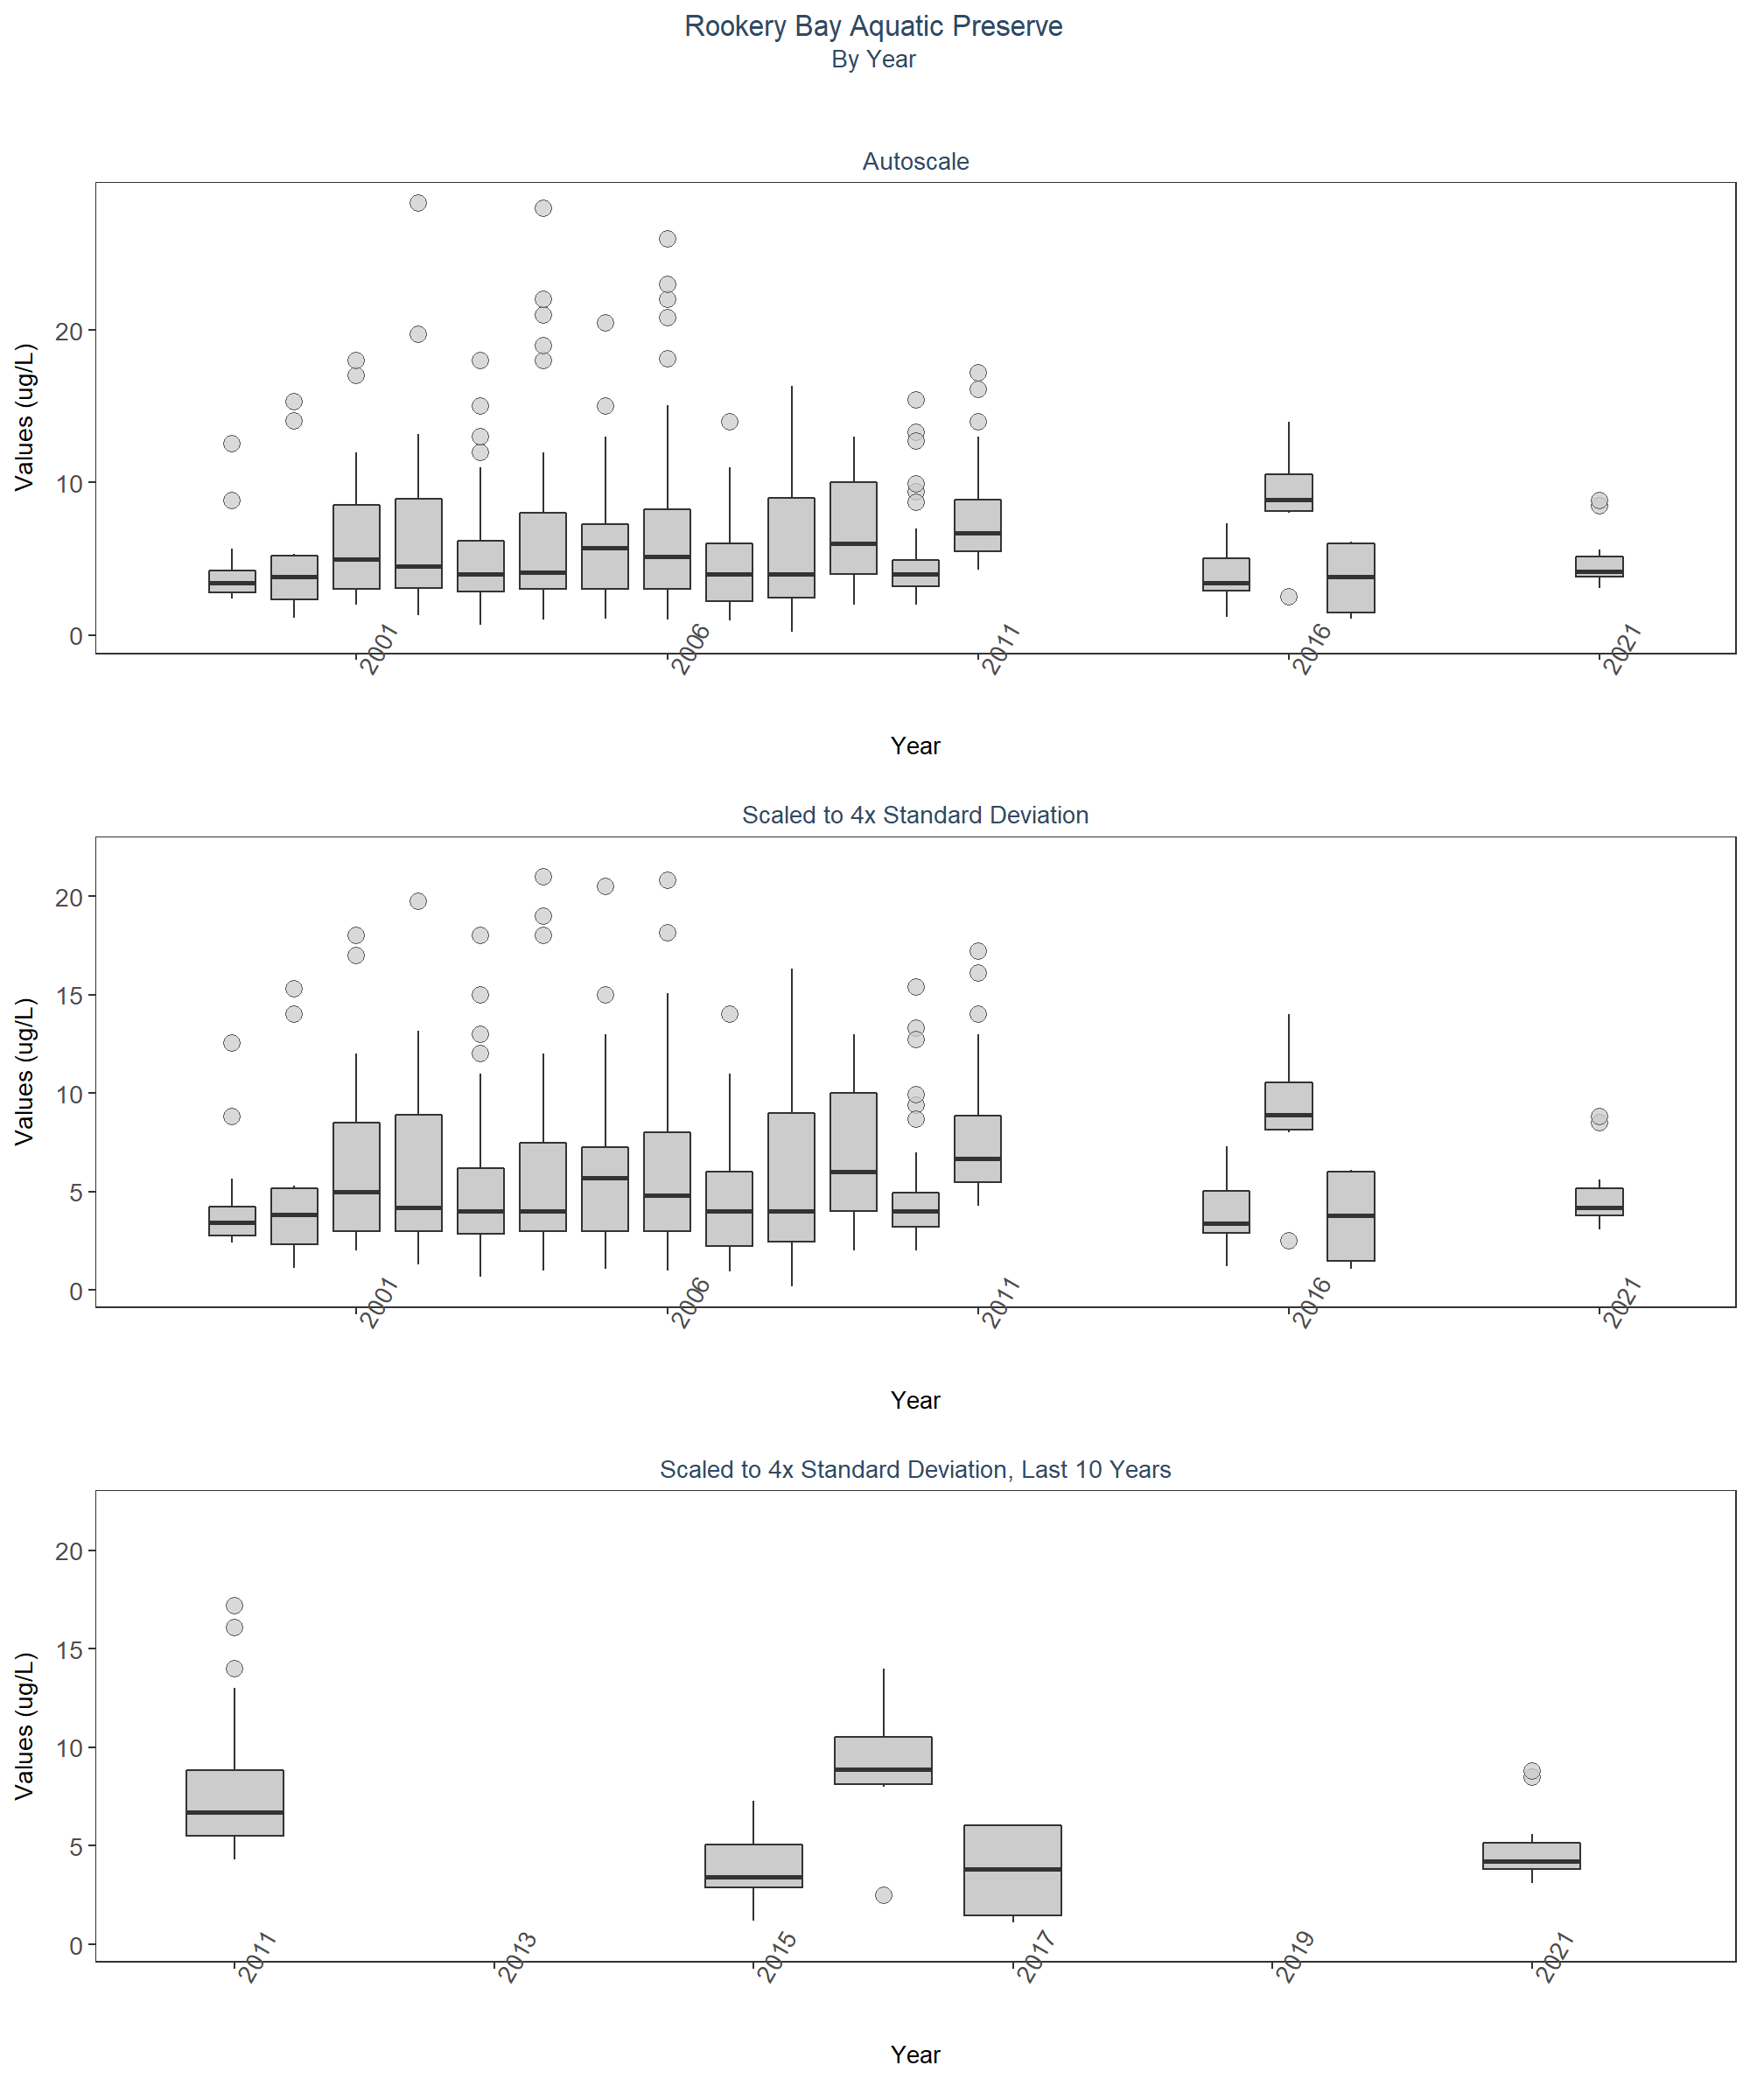 Rookery Bay Aquatic Preserve
By Year
Autoscale
Values (ug/L)
20
10
0
2001
2006
2011
2016
2021
Year
Scaled to 4x Standard Deviation
Values (ug/L)
20
15
10
5
0
2001
2006
2011
2016
2021
Year
Scaled to 4x Standard Deviation, Last 10 Years
Values (ug/L)
20
15
10
5
0
2011
2013
2015
2017
2019
2021
Year